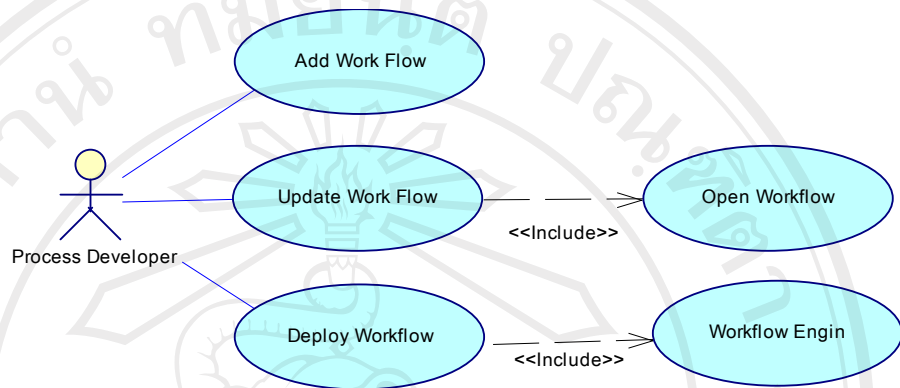 Add Work Flow
Update Work Flow
Open Workflow
<<Include>>
Process Developer
Deploy Workflow
Workflow Engin
<<Include>>